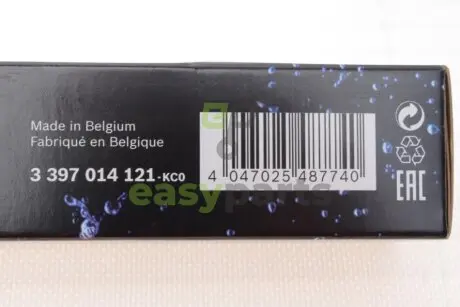 Made in Belgium
Fabriqué en Belgique
3 397 014 121-KC0
4 047025 487740
EAC
easyparts